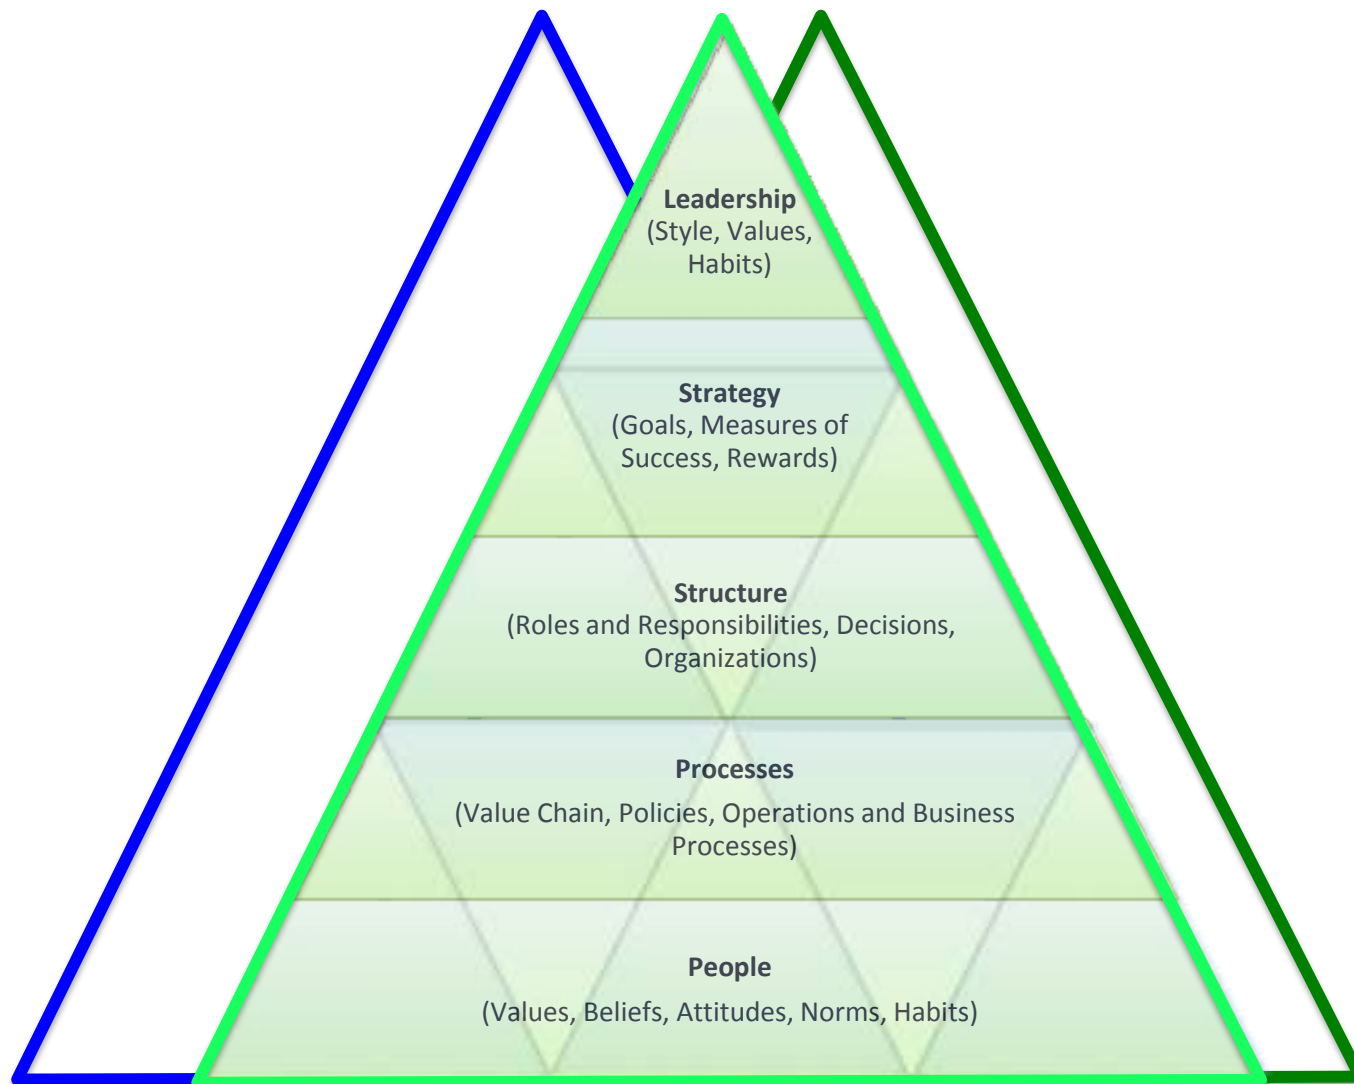 Leadership
(Style, Values,
Habits)
Strategy
(Goals, Measures of
Success, Rewards)
Structure
(Roles and Responsibilities, Decisions,
Organizations)
Processes
(Value Chain, Policies, Operations and Business
Processes)
People
(Values, Beliefs, Attitudes, Norms, Habits)